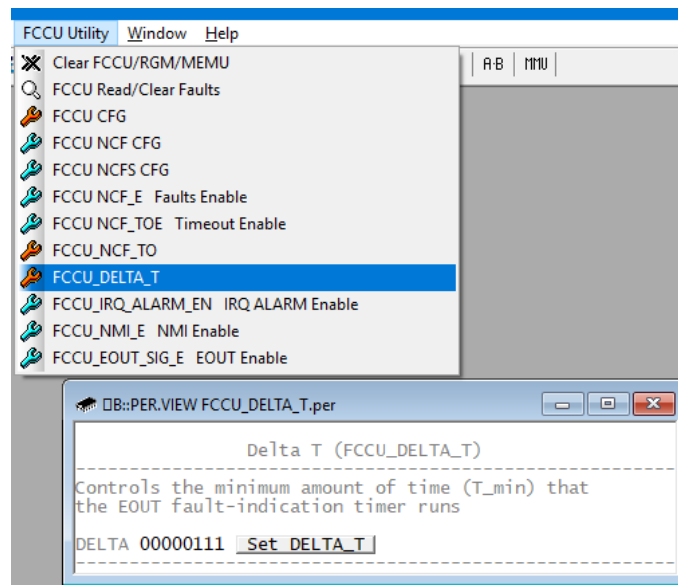 FCCU Utility Window Help
Clear FCCU/RGM/MEMU A·B MMU
FCCU Read/Clear Faults
FCCU CFG
FCCU NCF CFG
FCCU NCFS CFG
FCCU NCF_E Faults Enable
FCCU NCF_TOE Timeout Enable
FCCU_NCF_TO
FCCU_DELTA_T
FCCU_IRQ_ALARM_EN IRQ ALARM Enable
FCCU_NMI_E NMI Enable
FCCU_EOUT_SIG_E EOUT Enable
B::PER.VIEW FCCU_DELTA_T.per
Delta T (FCCU_DELTA_T)
Controls the minimum amount of time (T_min) that
the EOUT fault-indication timer runs
DELTA 00000111 Set DELTA_T